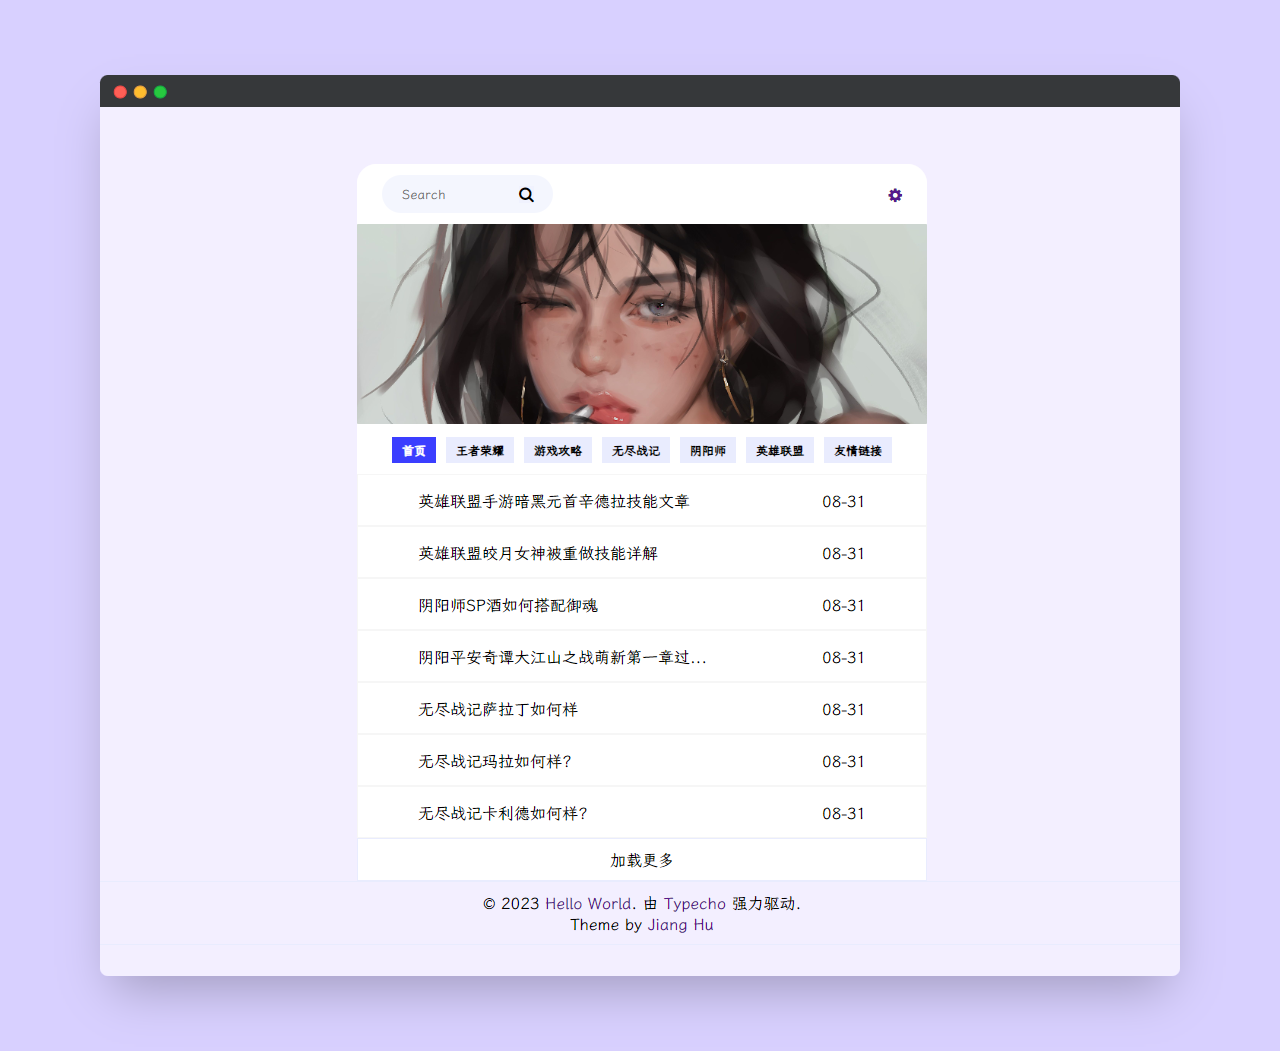 Search
首页 王者荣耀 游戏攻略 无尽战记 阴阳师 英雄联盟 友情链接
英雄联盟手游暗黑元首辛德拉技能文章 08-31
英雄联盟皎月女神被重做技能详解 08-31
阴阳师SP酒如何搭配御魂 08-31
阴阳平安奇谭大江山之战萌新第一章过... 08-31
无尽战记萨拉丁如何样 08-31
无尽战记玛拉如何样? 08-31
无尽战记卡利德如何样? 08-31
加载更多
© 2023 Hello World. 由 Typecho 强力驱动.
Theme by Jiang Hu